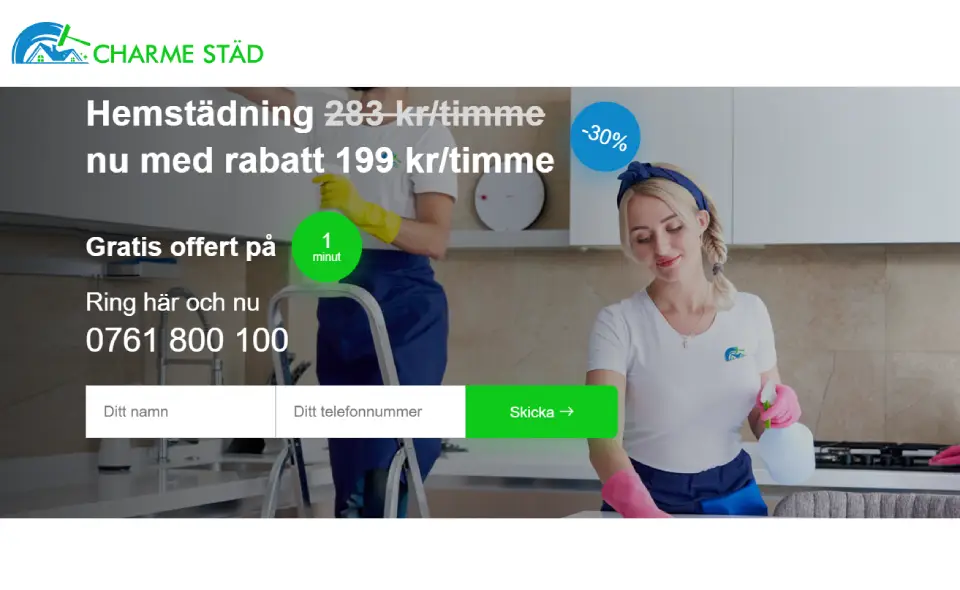 CHARME STÄD
Hemstädning 283 kr/timme
nu med rabatt 199 kr/timme
-30%
Gratis offert på
1
minut
Ring här och nu
0761 800 100
Ditt namn
Ditt telefonnummer
Skicka →